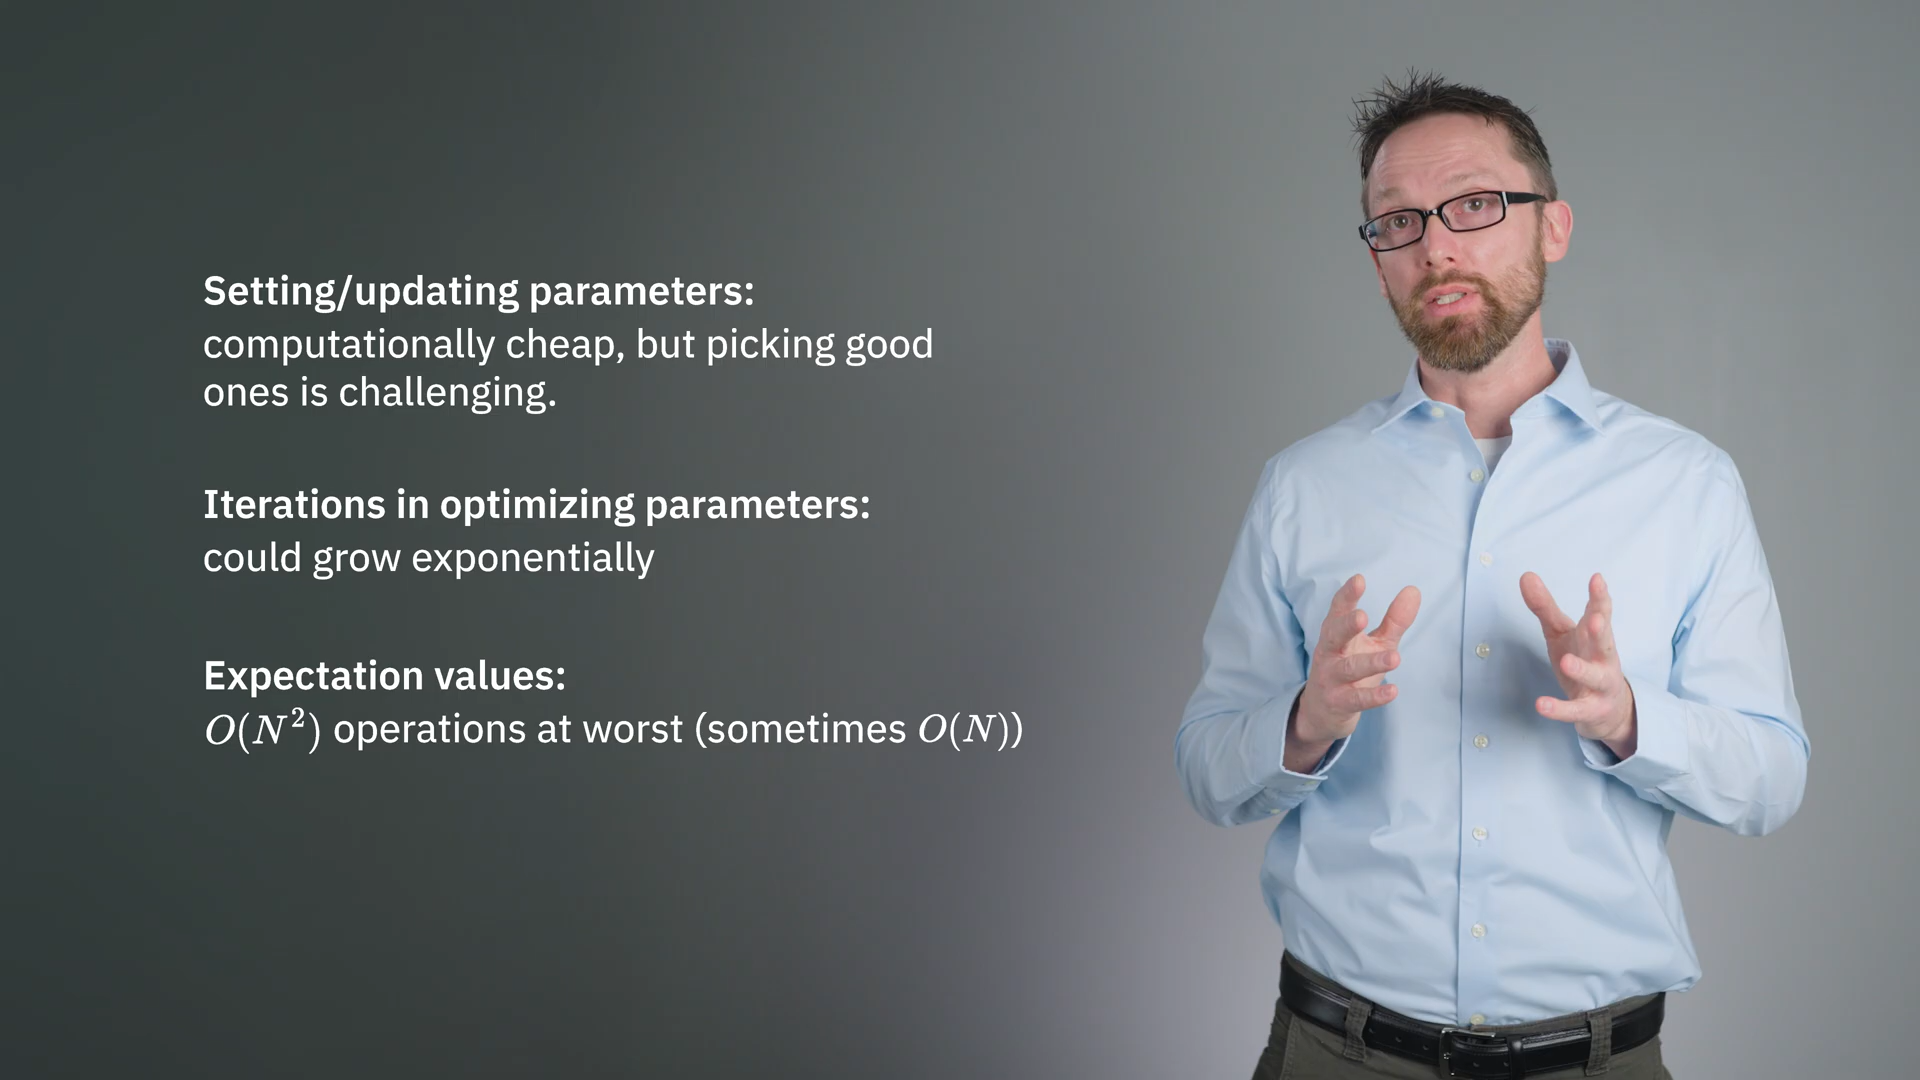 Setting/updating parameters:
computationally cheap, but picking good
ones is challenging.
Iterations in optimizing parameters:
could grow exponentially
Expectation values:
O(N²) operations at worst (sometimes O(N))